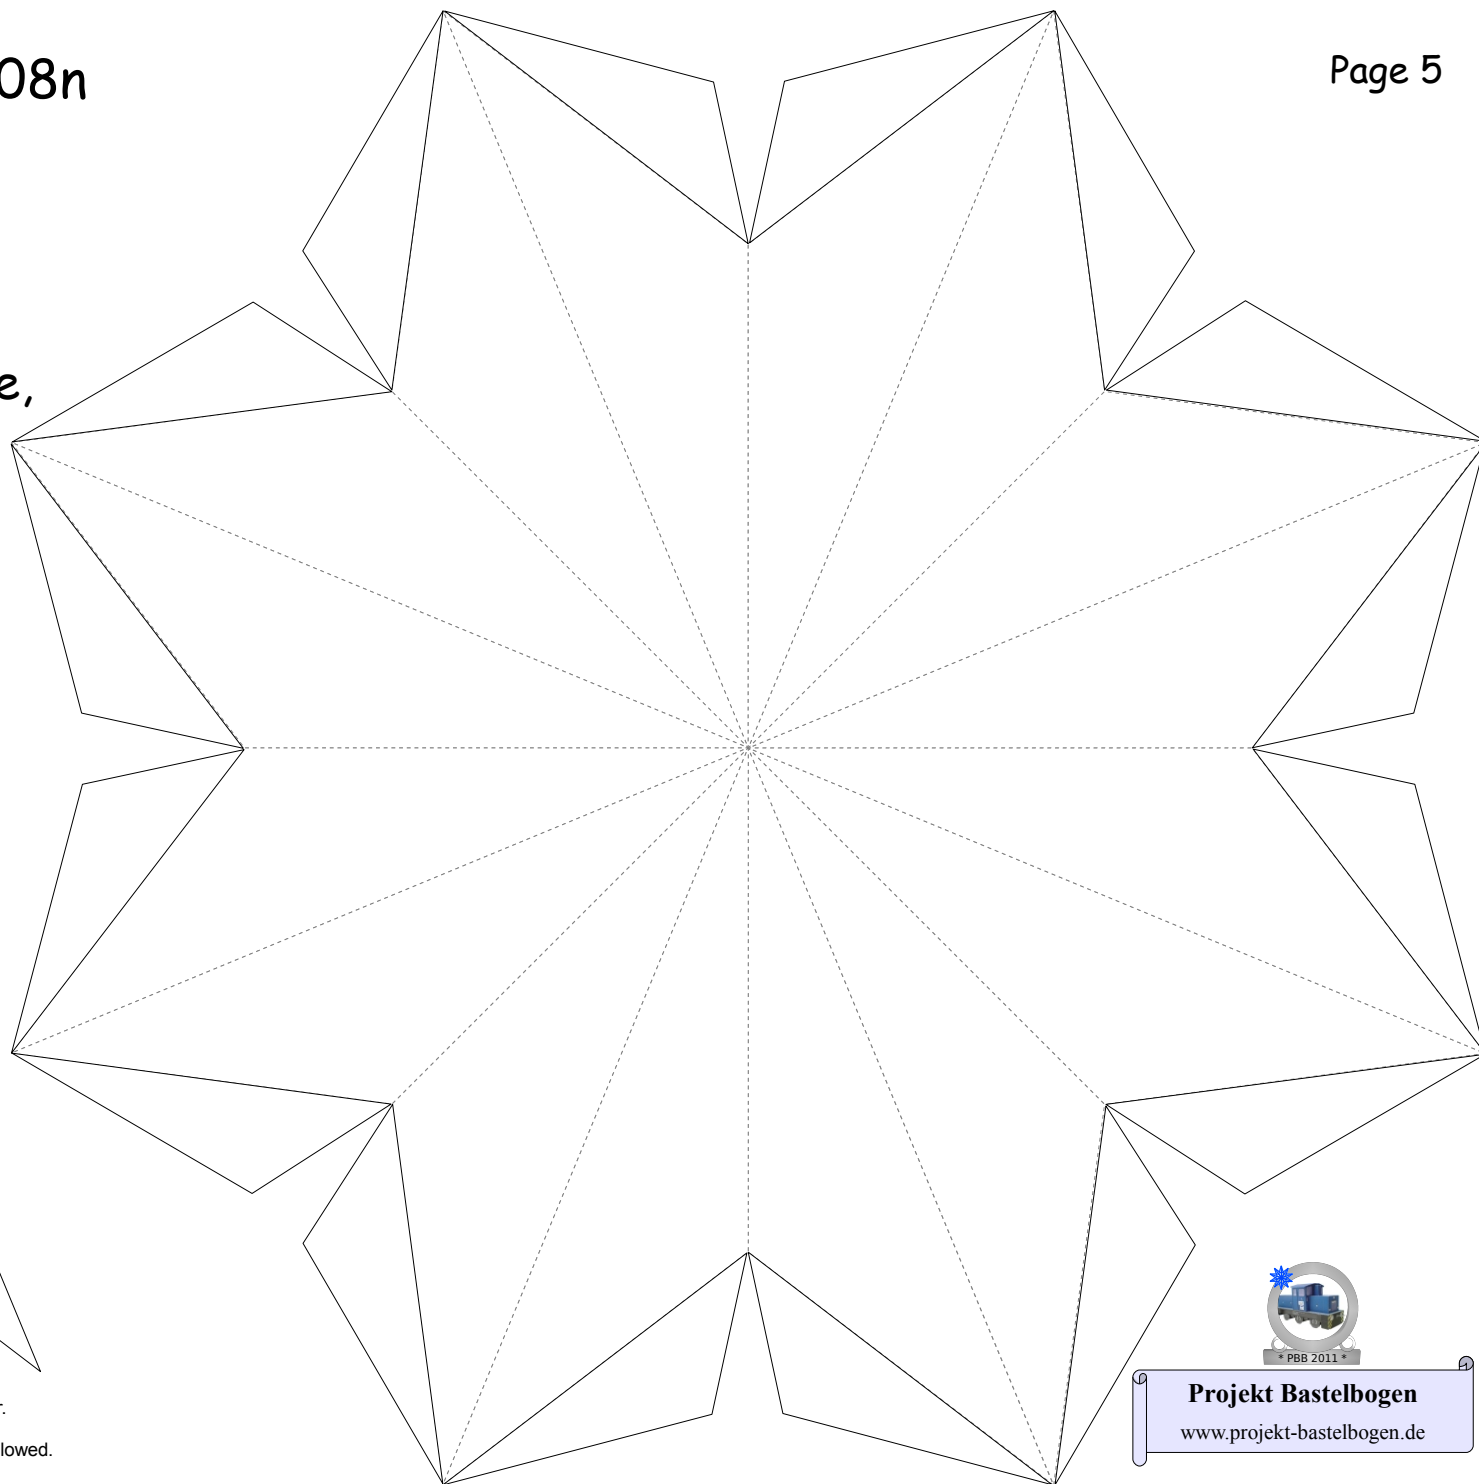 08n
Page 5
e,
r.
lowed.
* PBB 2011 *
Projekt Bastelbogen
www.projekt-bastelbogen.de